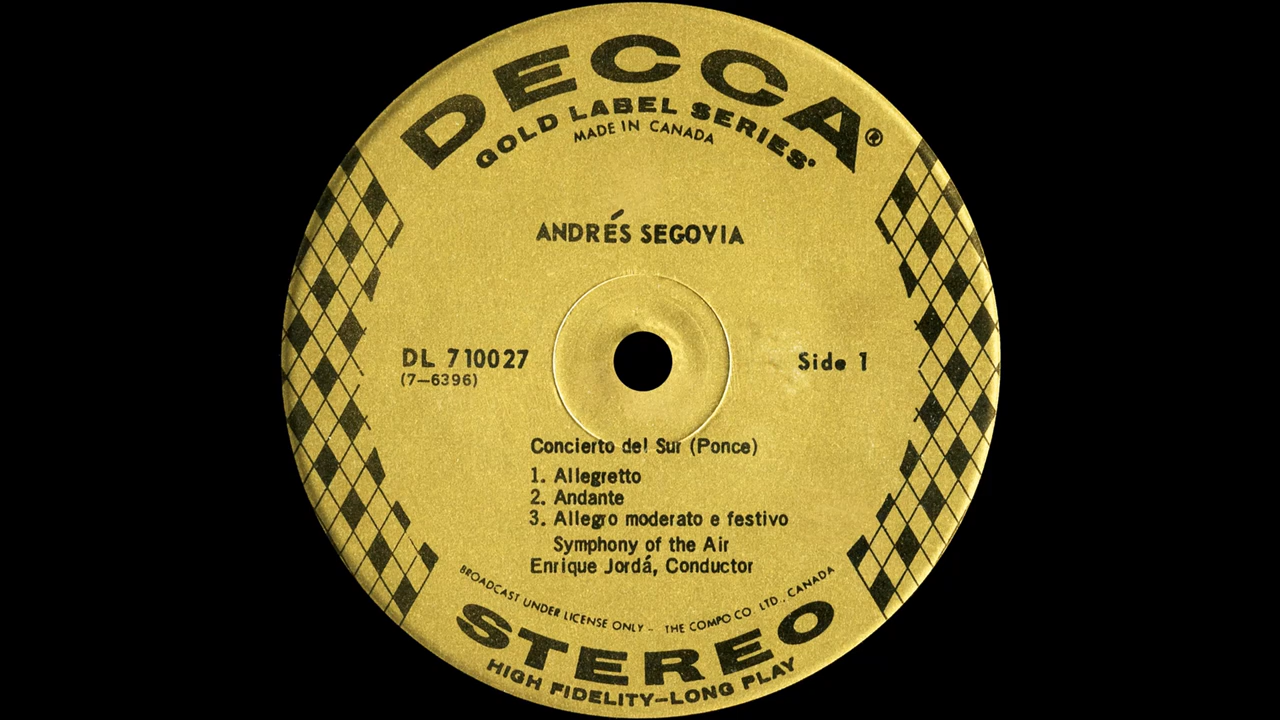 DECCA®
GOLD LABEL SERIES
MADE IN CANADA
ANDRÉS SEGOVIA
DL 710027
(7–6396)
Side 1
Concierto del Sur (Ponce)
1. Allegretto
2. Andante
3. Allegro moderato e festivo
Symphony of the Air
Enrique Jordá, Conductor
BROADCAST UNDER LICENSE ONLY – THE COMPO CO. LTD., CANADA
STEREO
HIGH FIDELITY–LONG PLAY